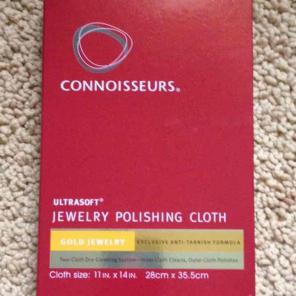 CONNOISSEURS®
ULTRASOFT®
JEWELRY POLISHING CLOTH
GOLD JEWELRY EXCLUSIVE ANTI-TARNISH FORMULA
Two-Cloth Dry Cleaning System—Inner Cloth Cleans, Outer Cloth Polishes
Cloth size: 11 IN. x 14 IN. 28cm x 35.5cm